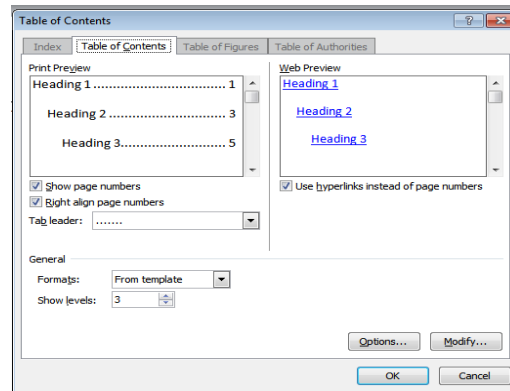 Table of Contents
Index Table of Contents Table of Figures Table of Authorities
Print Preview
Heading 1................................ 1
Heading 2............................ 3
Heading 3........................ 5
Show page numbers
Right align page numbers
Tab leader: .......
Web Preview
Heading 1
Heading 2
Heading 3
Use hyperlinks instead of page numbers
General
Formats: From template
Show levels: 3
Options... Modify...
OK Cancel